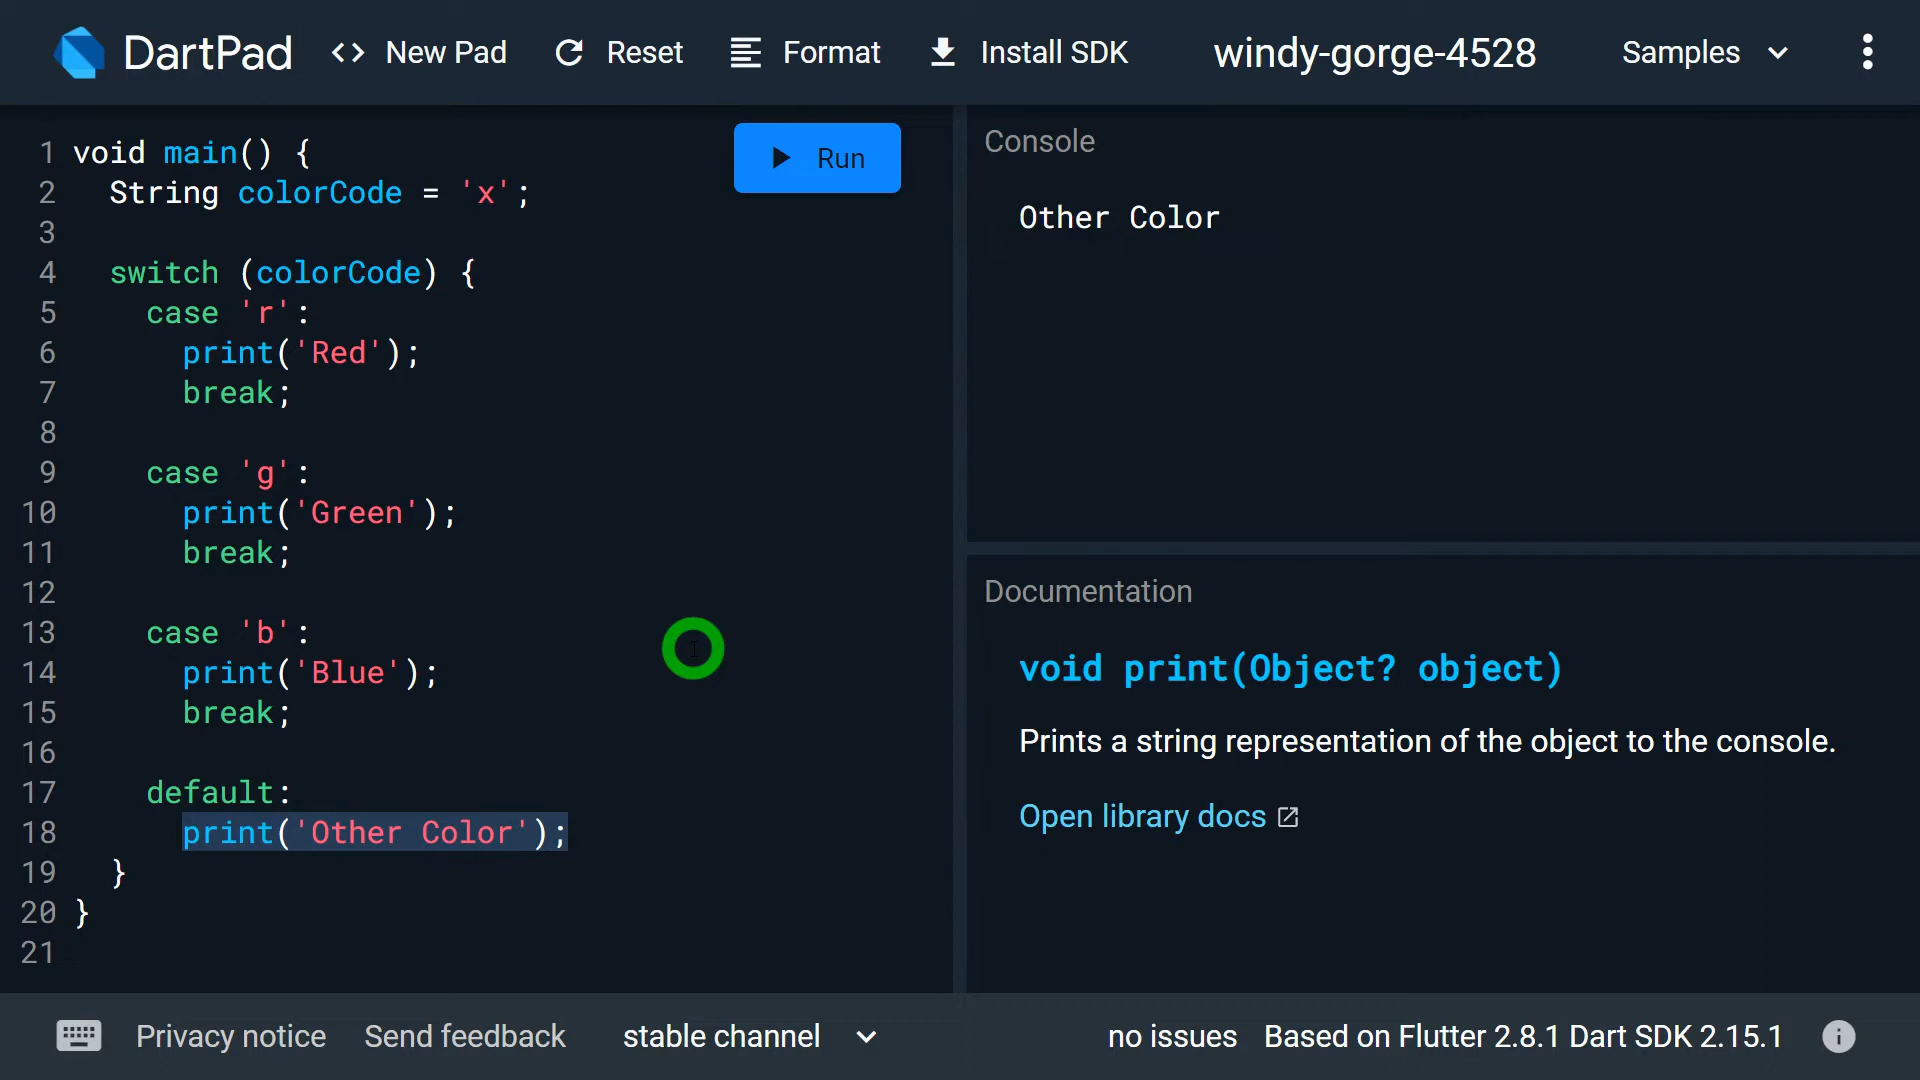 DartPad <> New Pad Reset Format Install SDK windy-gorge-4528 Samples
1 void main() {
2 String colorCode = 'x';
3
4 switch (colorCode) {
5 case 'r':
6 print('Red');
7 break;
8
9 case 'g':
10 print('Green');
11 break;
12
13 case 'b':
14 print('Blue');
15 break;
16
17 default:
18 print('Other Color');
19 }
20 }
21
Run
Console
Other Color
Documentation
void print(Object? object)
Prints a string representation of the object to the console.
Open library docs
Privacy notice Send feedback stable channel no issues Based on Flutter 2.8.1 Dart SDK 2.15.1